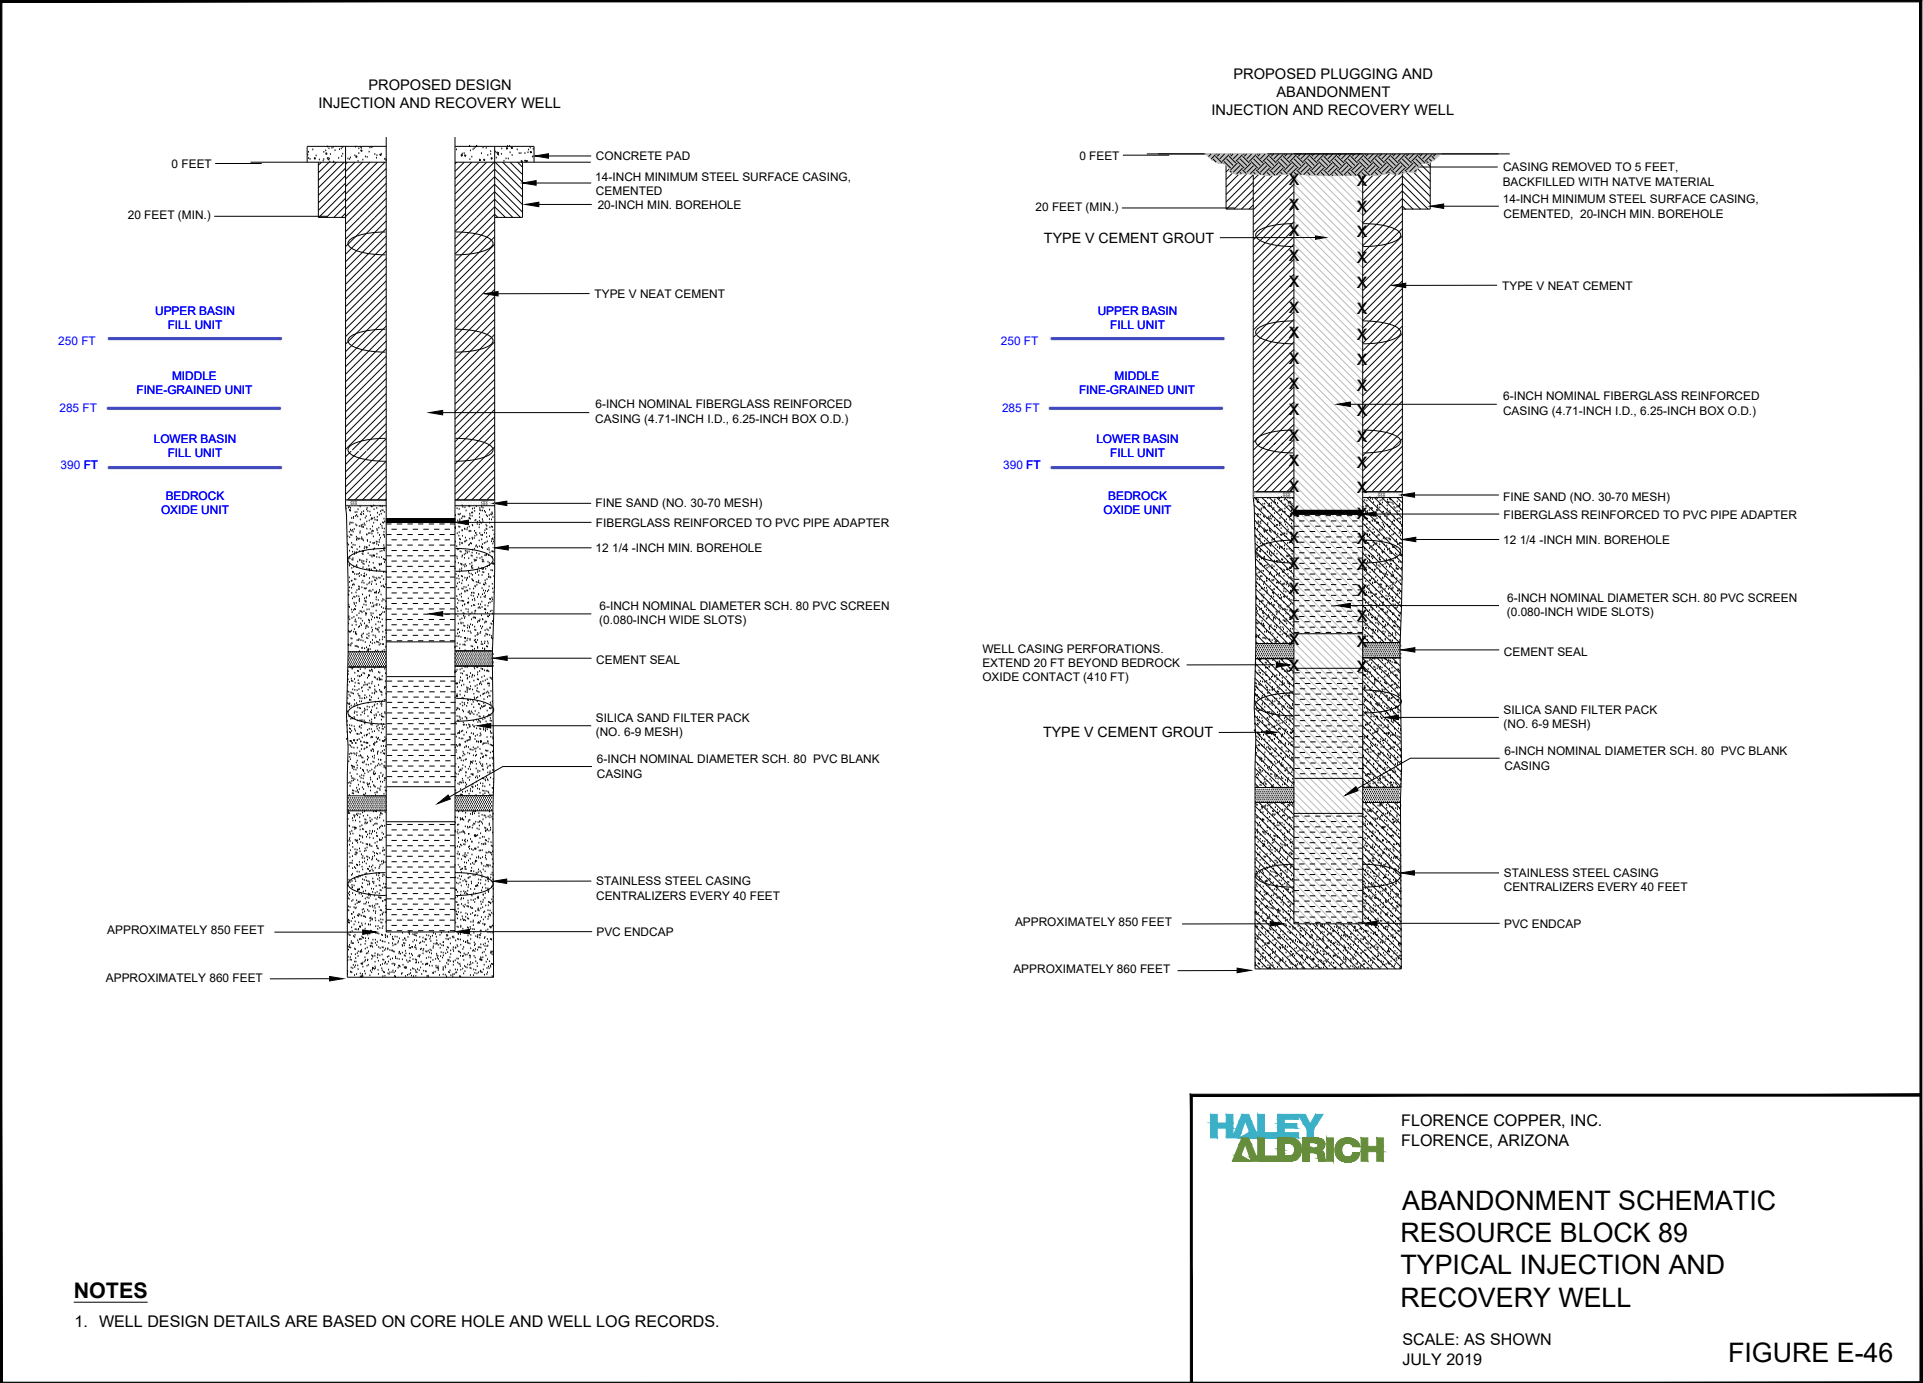 PROPOSED DESIGN
INJECTION AND RECOVERY WELL
0 FEET
20 FEET (MIN.)
CONCRETE PAD
14-INCH MINIMUM STEEL SURFACE CASING,
CEMENTED
20-INCH MIN. BOREHOLE
TYPE V NEAT CEMENT
UPPER BASIN
FILL UNIT
250 FT
MIDDLE
FINE-GRAINED UNIT
285 FT
LOWER BASIN
FILL UNIT
390 FT
BEDROCK
OXIDE UNIT
6-INCH NOMINAL FIBERGLASS REINFORCED
CASING (4.71-INCH I.D., 6.25-INCH BOX O.D.)
FINE SAND (NO. 30-70 MESH)
FIBERGLASS REINFORCED TO PVC PIPE ADAPTER
12 1/4 -INCH MIN. BOREHOLE
6-INCH NOMINAL DIAMETER SCH. 80 PVC SCREEN
(0.080-INCH WIDE SLOTS)
CEMENT SEAL
SILICA SAND FILTER PACK
(NO. 6-9 MESH)
6-INCH NOMINAL DIAMETER SCH. 80 PVC BLANK
CASING
STAINLESS STEEL CASING
CENTRALIZERS EVERY 40 FEET
APPROXIMATELY 850 FEET
PVC ENDCAP
APPROXIMATELY 860 FEET
PROPOSED PLUGGING AND
ABANDONMENT
INJECTION AND RECOVERY WELL
0 FEET
20 FEET (MIN.)
TYPE V CEMENT GROUT
CASING REMOVED TO 5 FEET,
BACKFILLED WITH NATVE MATERIAL
14-INCH MINIMUM STEEL SURFACE CASING,
CEMENTED, 20-INCH MIN. BOREHOLE
TYPE V NEAT CEMENT
UPPER BASIN
FILL UNIT
250 FT
MIDDLE
FINE-GRAINED UNIT
285 FT
LOWER BASIN
FILL UNIT
390 FT
BEDROCK
OXIDE UNIT
6-INCH NOMINAL FIBERGLASS REINFORCED
CASING (4.71-INCH I.D., 6.25-INCH BOX O.D.)
FINE SAND (NO. 30-70 MESH)
FIBERGLASS REINFORCED TO PVC PIPE ADAPTER
12 1/4 -INCH MIN. BOREHOLE
6-INCH NOMINAL DIAMETER SCH. 80 PVC SCREEN
(0.080-INCH WIDE SLOTS)
WELL CASING PERFORATIONS.
EXTEND 20 FT BEYOND BEDROCK
OXIDE CONTACT (410 FT)
CEMENT SEAL
TYPE V CEMENT GROUT
SILICA SAND FILTER PACK
(NO. 6-9 MESH)
6-INCH NOMINAL DIAMETER SCH. 80 PVC BLANK
CASING
STAINLESS STEEL CASING
CENTRALIZERS EVERY 40 FEET
APPROXIMATELY 850 FEET
PVC ENDCAP
APPROXIMATELY 860 FEET
HALEY
ALDRICH
FLORENCE COPPER, INC.
FLORENCE, ARIZONA
ABANDONMENT SCHEMATIC
RESOURCE BLOCK 89
TYPICAL INJECTION AND
RECOVERY WELL
SCALE: AS SHOWN
JULY 2019
FIGURE E-46
NOTES
1. WELL DESIGN DETAILS ARE BASED ON CORE HOLE AND WELL LOG RECORDS.